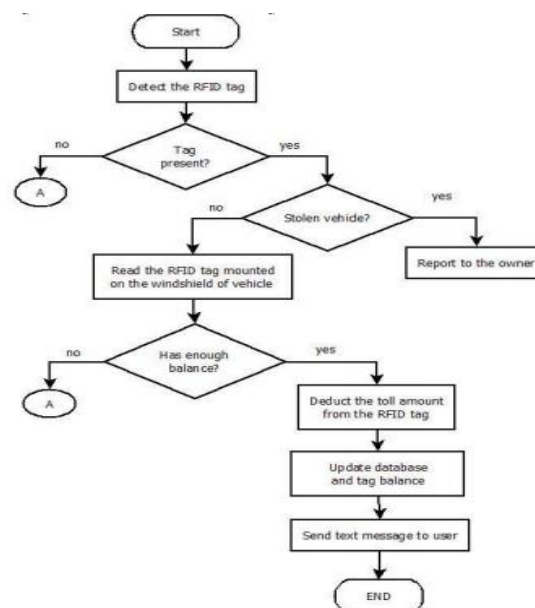 Start
Detect the RFID tag
no
Tag
present?
yes
A
no
Stolen vehicle?
yes
Read the RFID tag mounted
on the windshield of vehicle
Report to the owner
no
Has enough
balance?
yes
A
Deduct the toll amount
from the RFID tag
Update database
and tag balance
Send text message to user
END